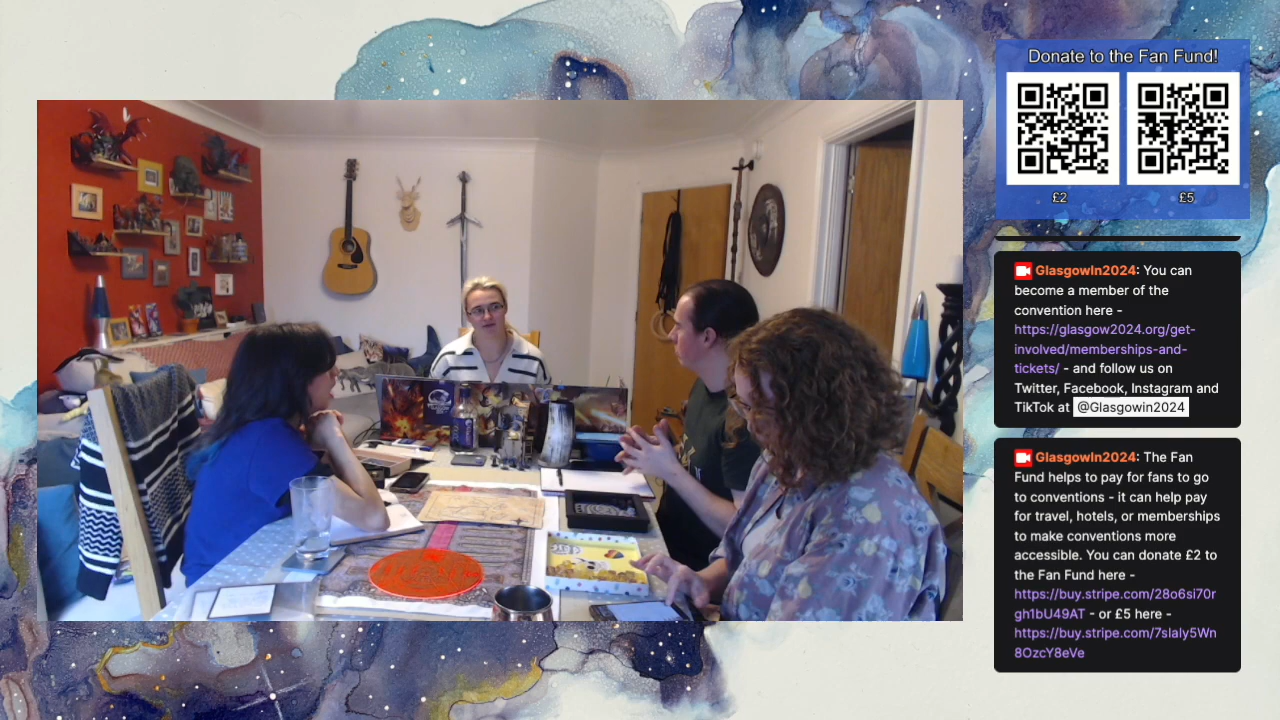 Donate to the Fan Fund!
£2
£5
GlasgowIn2024: You can
become a member of the
convention here -
https://glasgow2024.org/get-
involved/memberships-and-
tickets/ - and follow us on
Twitter, Facebook, Instagram and
TikTok at @Glasgowin2024
GlasgowIn2024: The Fan
Fund helps to pay for fans to go
to conventions - it can help pay
for travel, hotels, or memberships
to make conventions more
accessible. You can donate £2 to
the Fan Fund here -
https://buy.stripe.com/28o6si70r
gh1bU49AT - or £5 here -
https://buy.stripe.com/7slaly5Wn
8OzcY8eVe